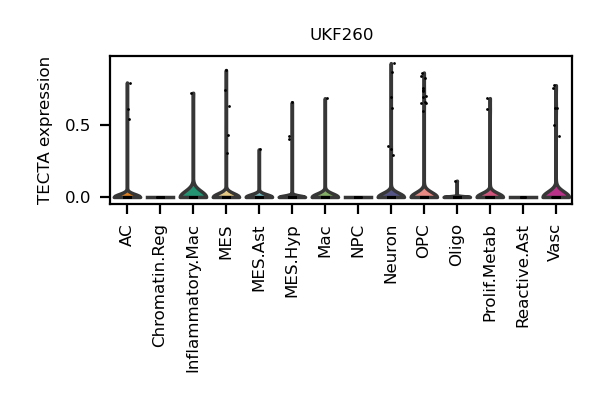 UKF260
TECTA expression
0.5
0.0
AC
Chromatin.Reg
Inflammatory.Mac
MES
MES.Ast
MES.Hyp
Mac
NPC
Neuron
OPC
Oligo
Prolif.Metab
Reactive.Ast
Vasc